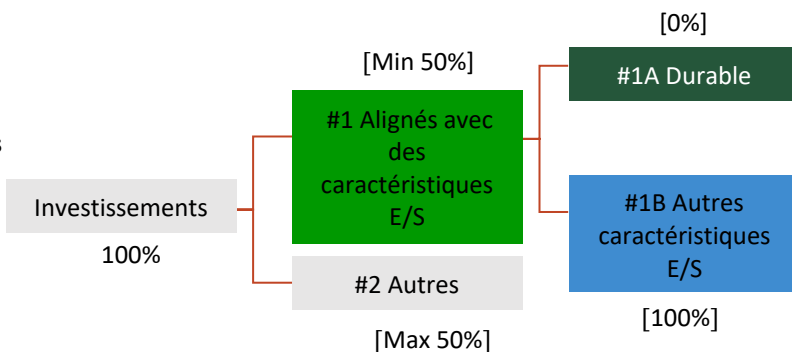 [0%]
[Min 50%]
#1A Durable
#1 Alignés avec
des
caractéristiques
E/S
s
Investissements
100%
#1B Autres
caractéristiques
E/S
#2 Autres
[100%]
[Max 50%]